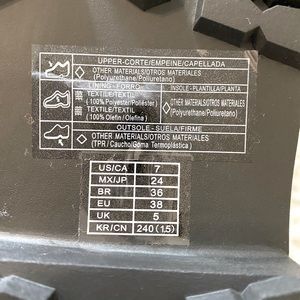 UPPER-CORTE/EMPEINE/CAPELLADA
OTHER MATERIALS/OTROS MATERIALES
(Polyurethane/Poliuretano)
LINING - FORRO
INSOLE-PLANTILLA/PLANTA
TEXTILE/TEXTIL
(100% Polyester/Poliéster)
TEXTILE/TEXTIL
(100% Olefin / Olefina)
OTHER MATERIALS/OTROS MATERIALES
(Polyurethane/Poliuretano)
OUTSOLE- SUELA/FIRME
OTHER MATERIALS/OTROS MATERIALES
(TPR / Caucho/Goma Termoplástica)
US/CA 7
MX/JP 24
BR 36
EU 38
UK 5
KR/CN 240 (1.5)